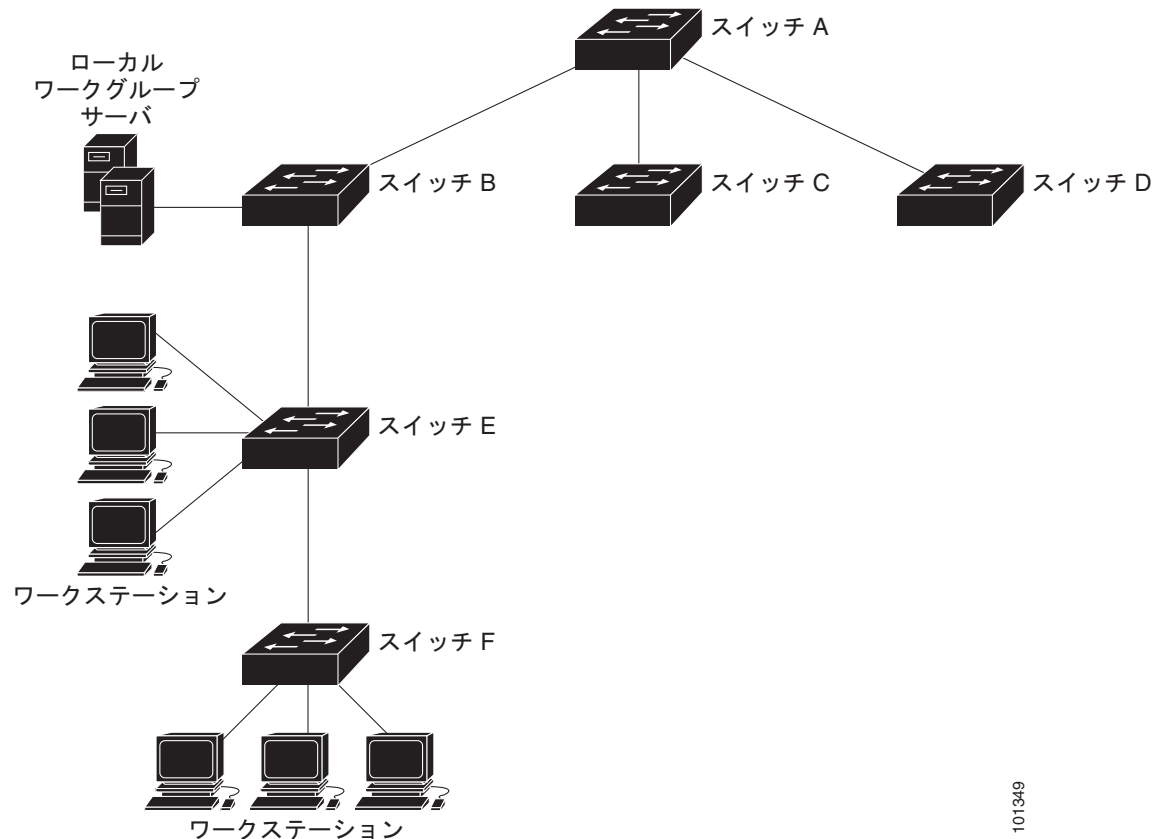 スイッチ A
ローカル
ワークグループ
サーバ
スイッチ B
スイッチ C
スイッチ D
スイッチ E
ワークステーション
スイッチ F
ワークステーション
101349